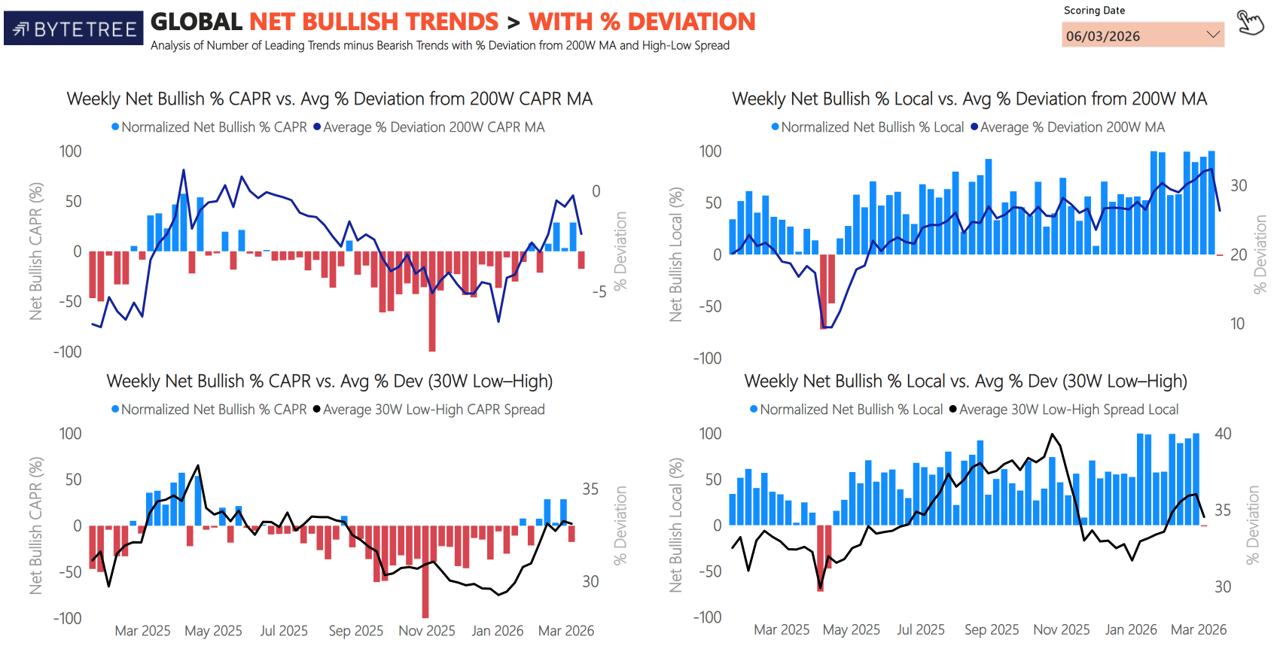 BYTETREE
GLOBAL NET BULLISH TRENDS > WITH % DEVIATION
Analysis of Number of Leading Trends minus Bearish Trends with % Deviation from 200W MA and High-Low Spread
Scoring Date
06/03/2026
Weekly Net Bullish % CAPR vs. Avg % Deviation from 200W CAPR MA
Normalized Net Bullish % CAPR Average % Deviation 200W CAPR MA
Net Bullish CAPR (%)
100
50
0
-50
-100
0
-5
% Deviation
Weekly Net Bullish % Local vs. Avg % Deviation from 200W MA
Normalized Net Bullish % Local Average % Deviation 200W MA
Net Bullish Local (%)
100
50
0
-50
-100
30
20
10
% Deviation
Weekly Net Bullish % CAPR vs. Avg % Dev (30W Low–High)
Normalized Net Bullish % CAPR Average 30W Low-High CAPR Spread
Net Bullish CAPR (%)
100
50
0
-50
-100
35
30
% Deviation
Mar 2025 May 2025 Jul 2025 Sep 2025 Nov 2025 Jan 2026 Mar 2026
Weekly Net Bullish % Local vs. Avg % Dev (30W Low–High)
Normalized Net Bullish % Local Average 30W Low-High Spread Local
Net Bullish Local (%)
100
50
0
-50
-100
40
35
30
% Deviation
Mar 2025 May 2025 Jul 2025 Sep 2025 Nov 2025 Jan 2026 Mar 2026